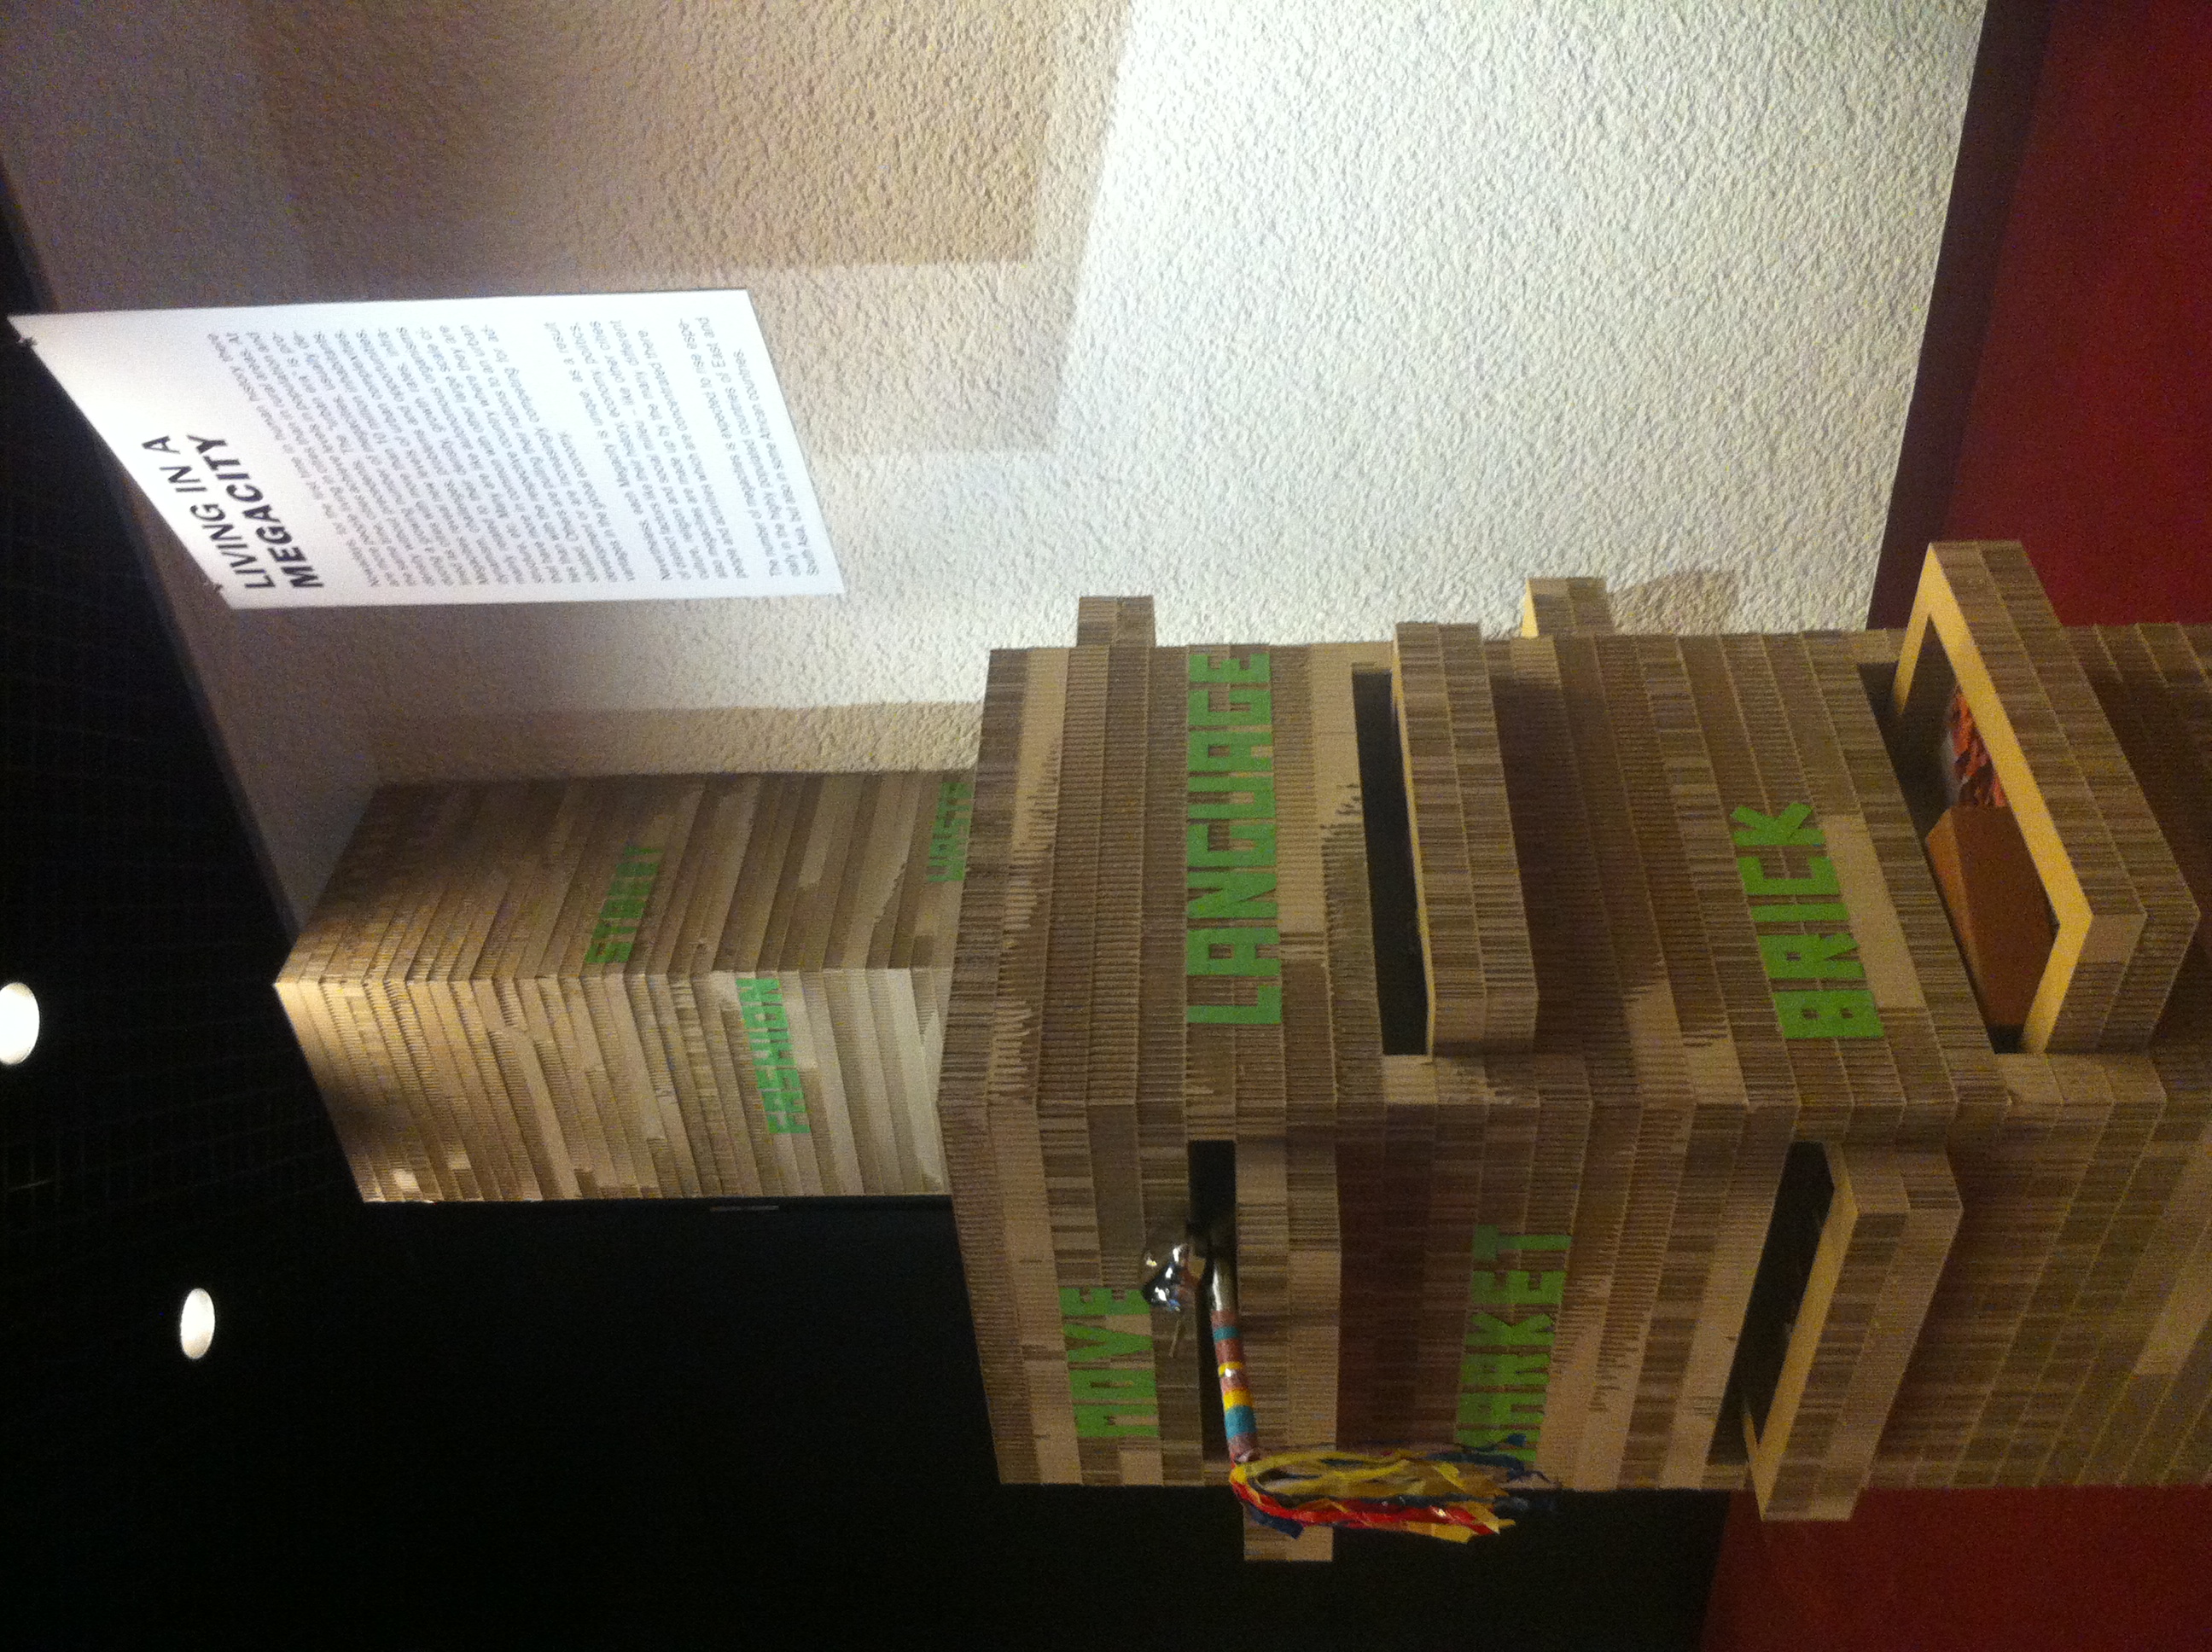 LIVING IN A
MEGACITY
Nowadays, for the first time in human history there
are more people living in cities than in rural areas. At
the same time, cities achieve levels in population and
density without precedents. The "urban era" is pro-
ducing a growing number of megacities, usually de-
fined as cities with more than 10 million inhabitants.
Megacities reveal new levels of urban complexities,
dynamism, challenges, problems and opportunities,
mainly related to their density, growth rates, infra-
structure, etc. Many are like autonomous organisms
that have more in common with other large scale ci-
ties than with the respective country where they are
situated. Others are pulling their nations to an urban
development or are increasingly competing for ad-
vantages in the global economy.
Nevertheless, each Megacity is unique, as a result
of distinct factors like their history, economy, politics,
culture, religion and social milieu – like other cities
also megacities are made up by the many different
people and activities which are concentrated there
The number of megacities is expected to rise espe-
cially in the highly populated countries of East and
South Asia, but also in some African countries.
STREET
FASHION
WASTE
MOVE
LANGUAGE
MARKET
BRICK